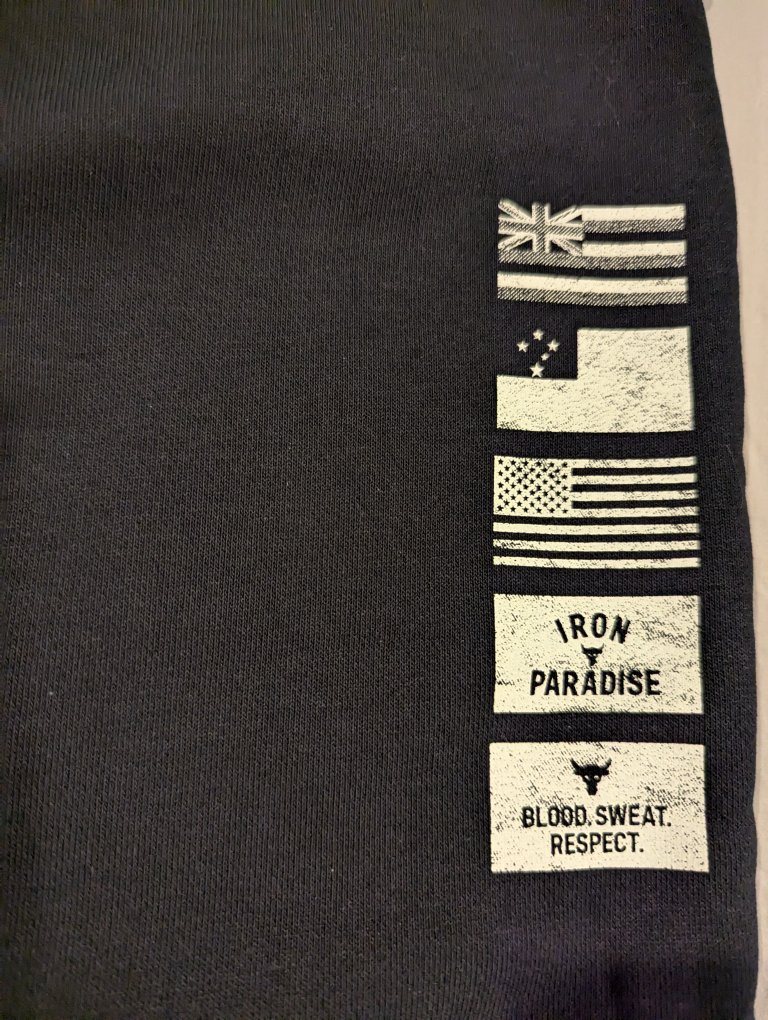 IRON
PARADISE
BLOOD. SWEAT.
RESPECT.